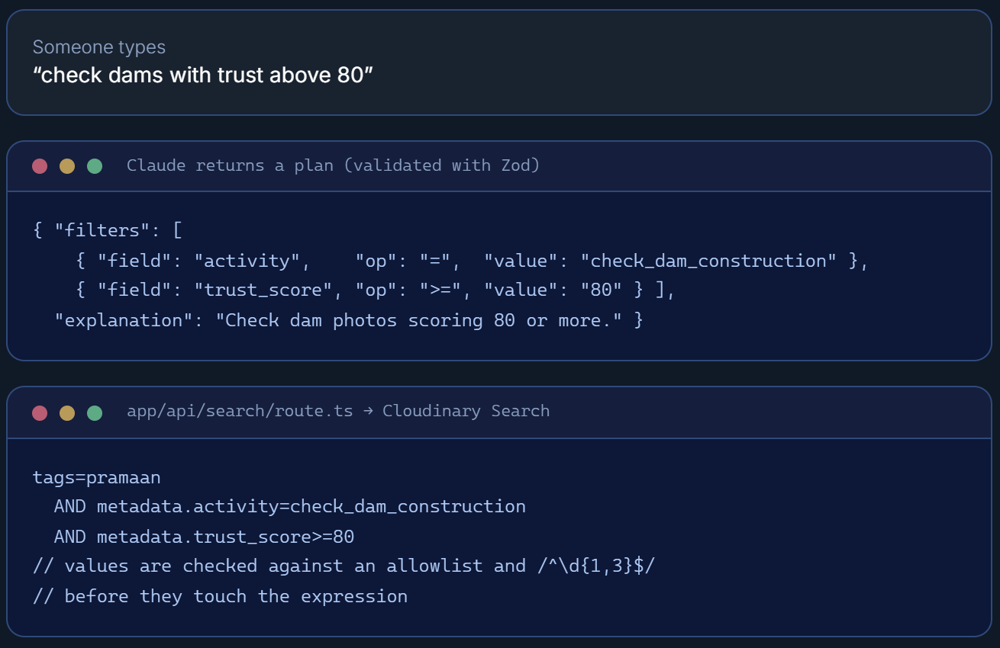 Someone types
“check dams with trust above 80”
Claude returns a plan (validated with Zod)
{ "filters": [
    { "field": "activity",    "op": "=",  "value": "check_dam_construction" },
    { "field": "trust_score", "op": ">=", "value": "80" } ],
  "explanation": "Check dam photos scoring 80 or more." }
app/api/search/route.ts → Cloudinary Search
tags=pramaan
  AND metadata.activity=check_dam_construction
  AND metadata.trust_score>=80
// values are checked against an allowlist and /^\d{1,3}$/
// before they touch the expression